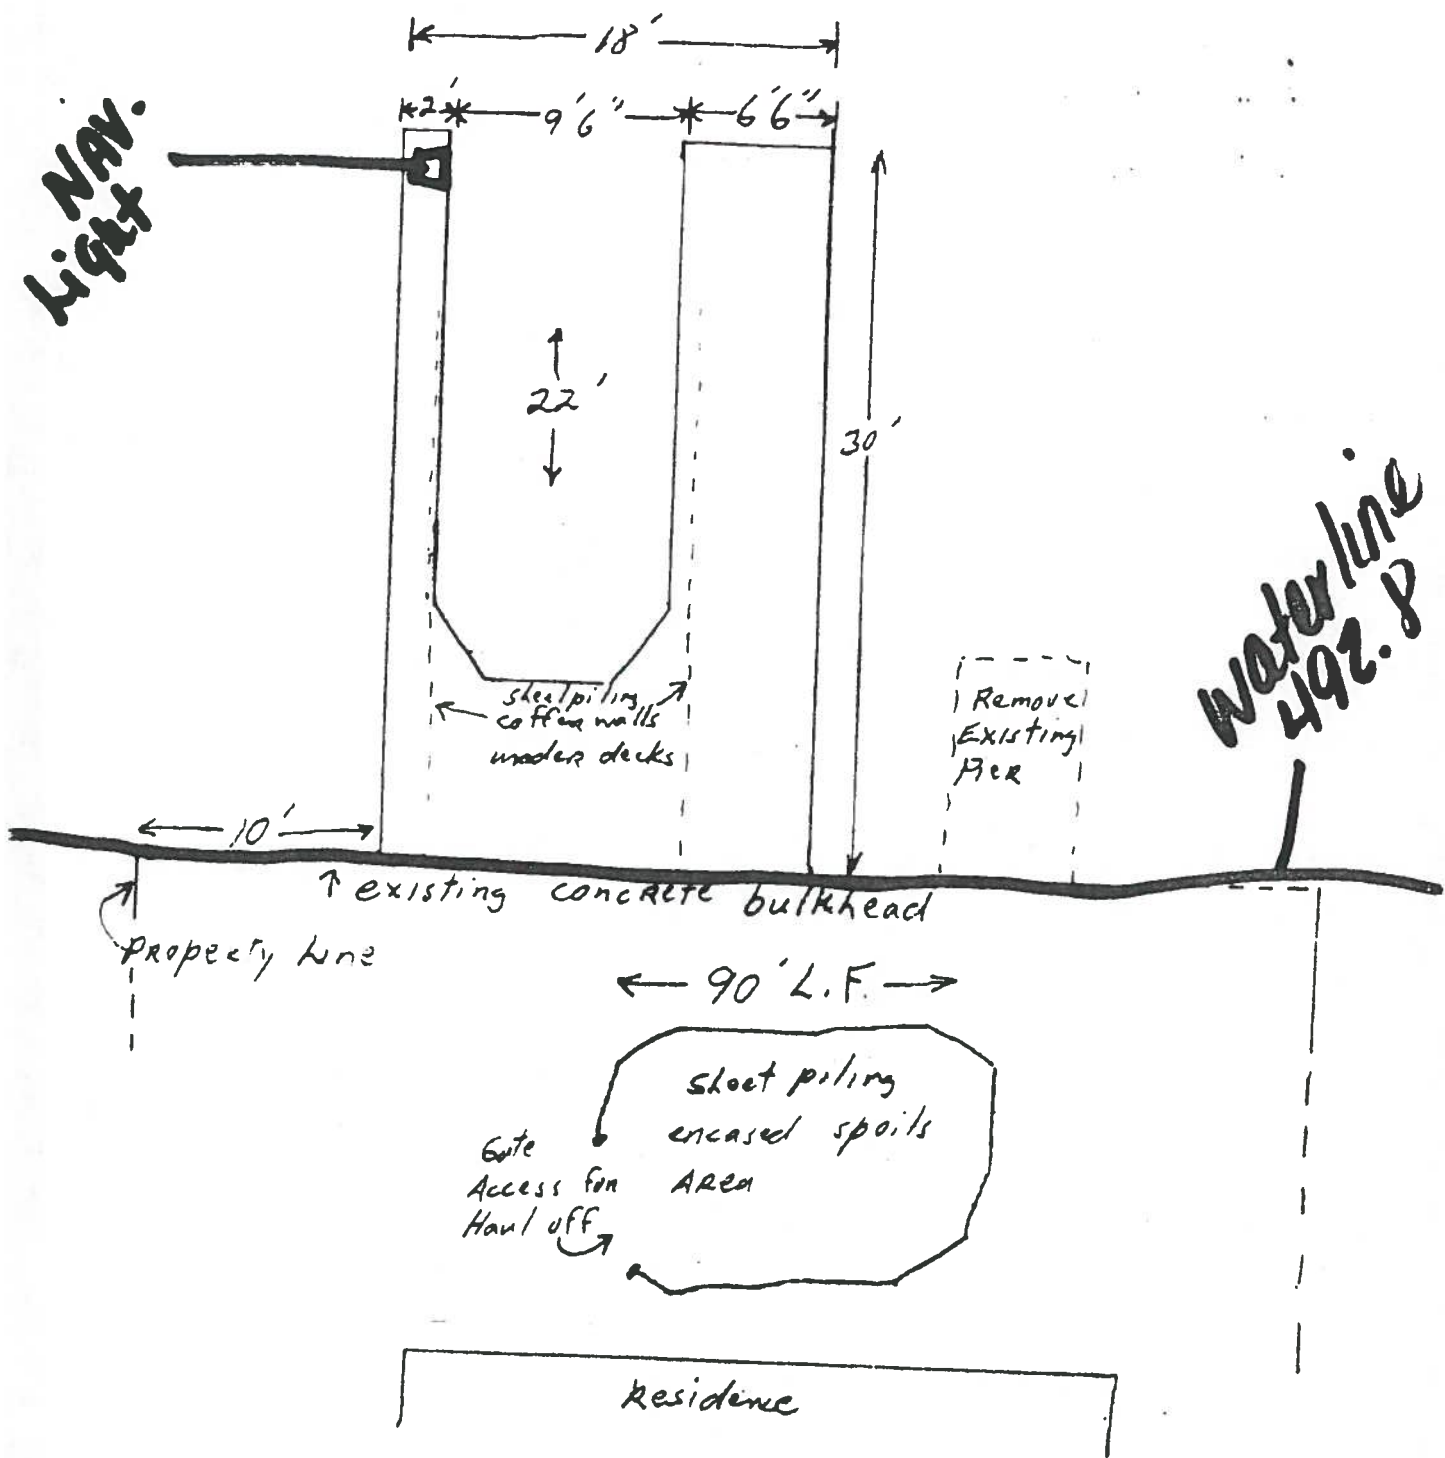 18'
2'
9'6"
6'6"
NAV.
Light
22'
30'
Waterline
492.8
sheetpiling
coffer walls
under decks
Remove
Existing
Pier
10'
existing concrete bulkhead
Property Line
90' L.F.
Sheet piling
encased spoils
Area
Gate
Access for
Haul off
Residence